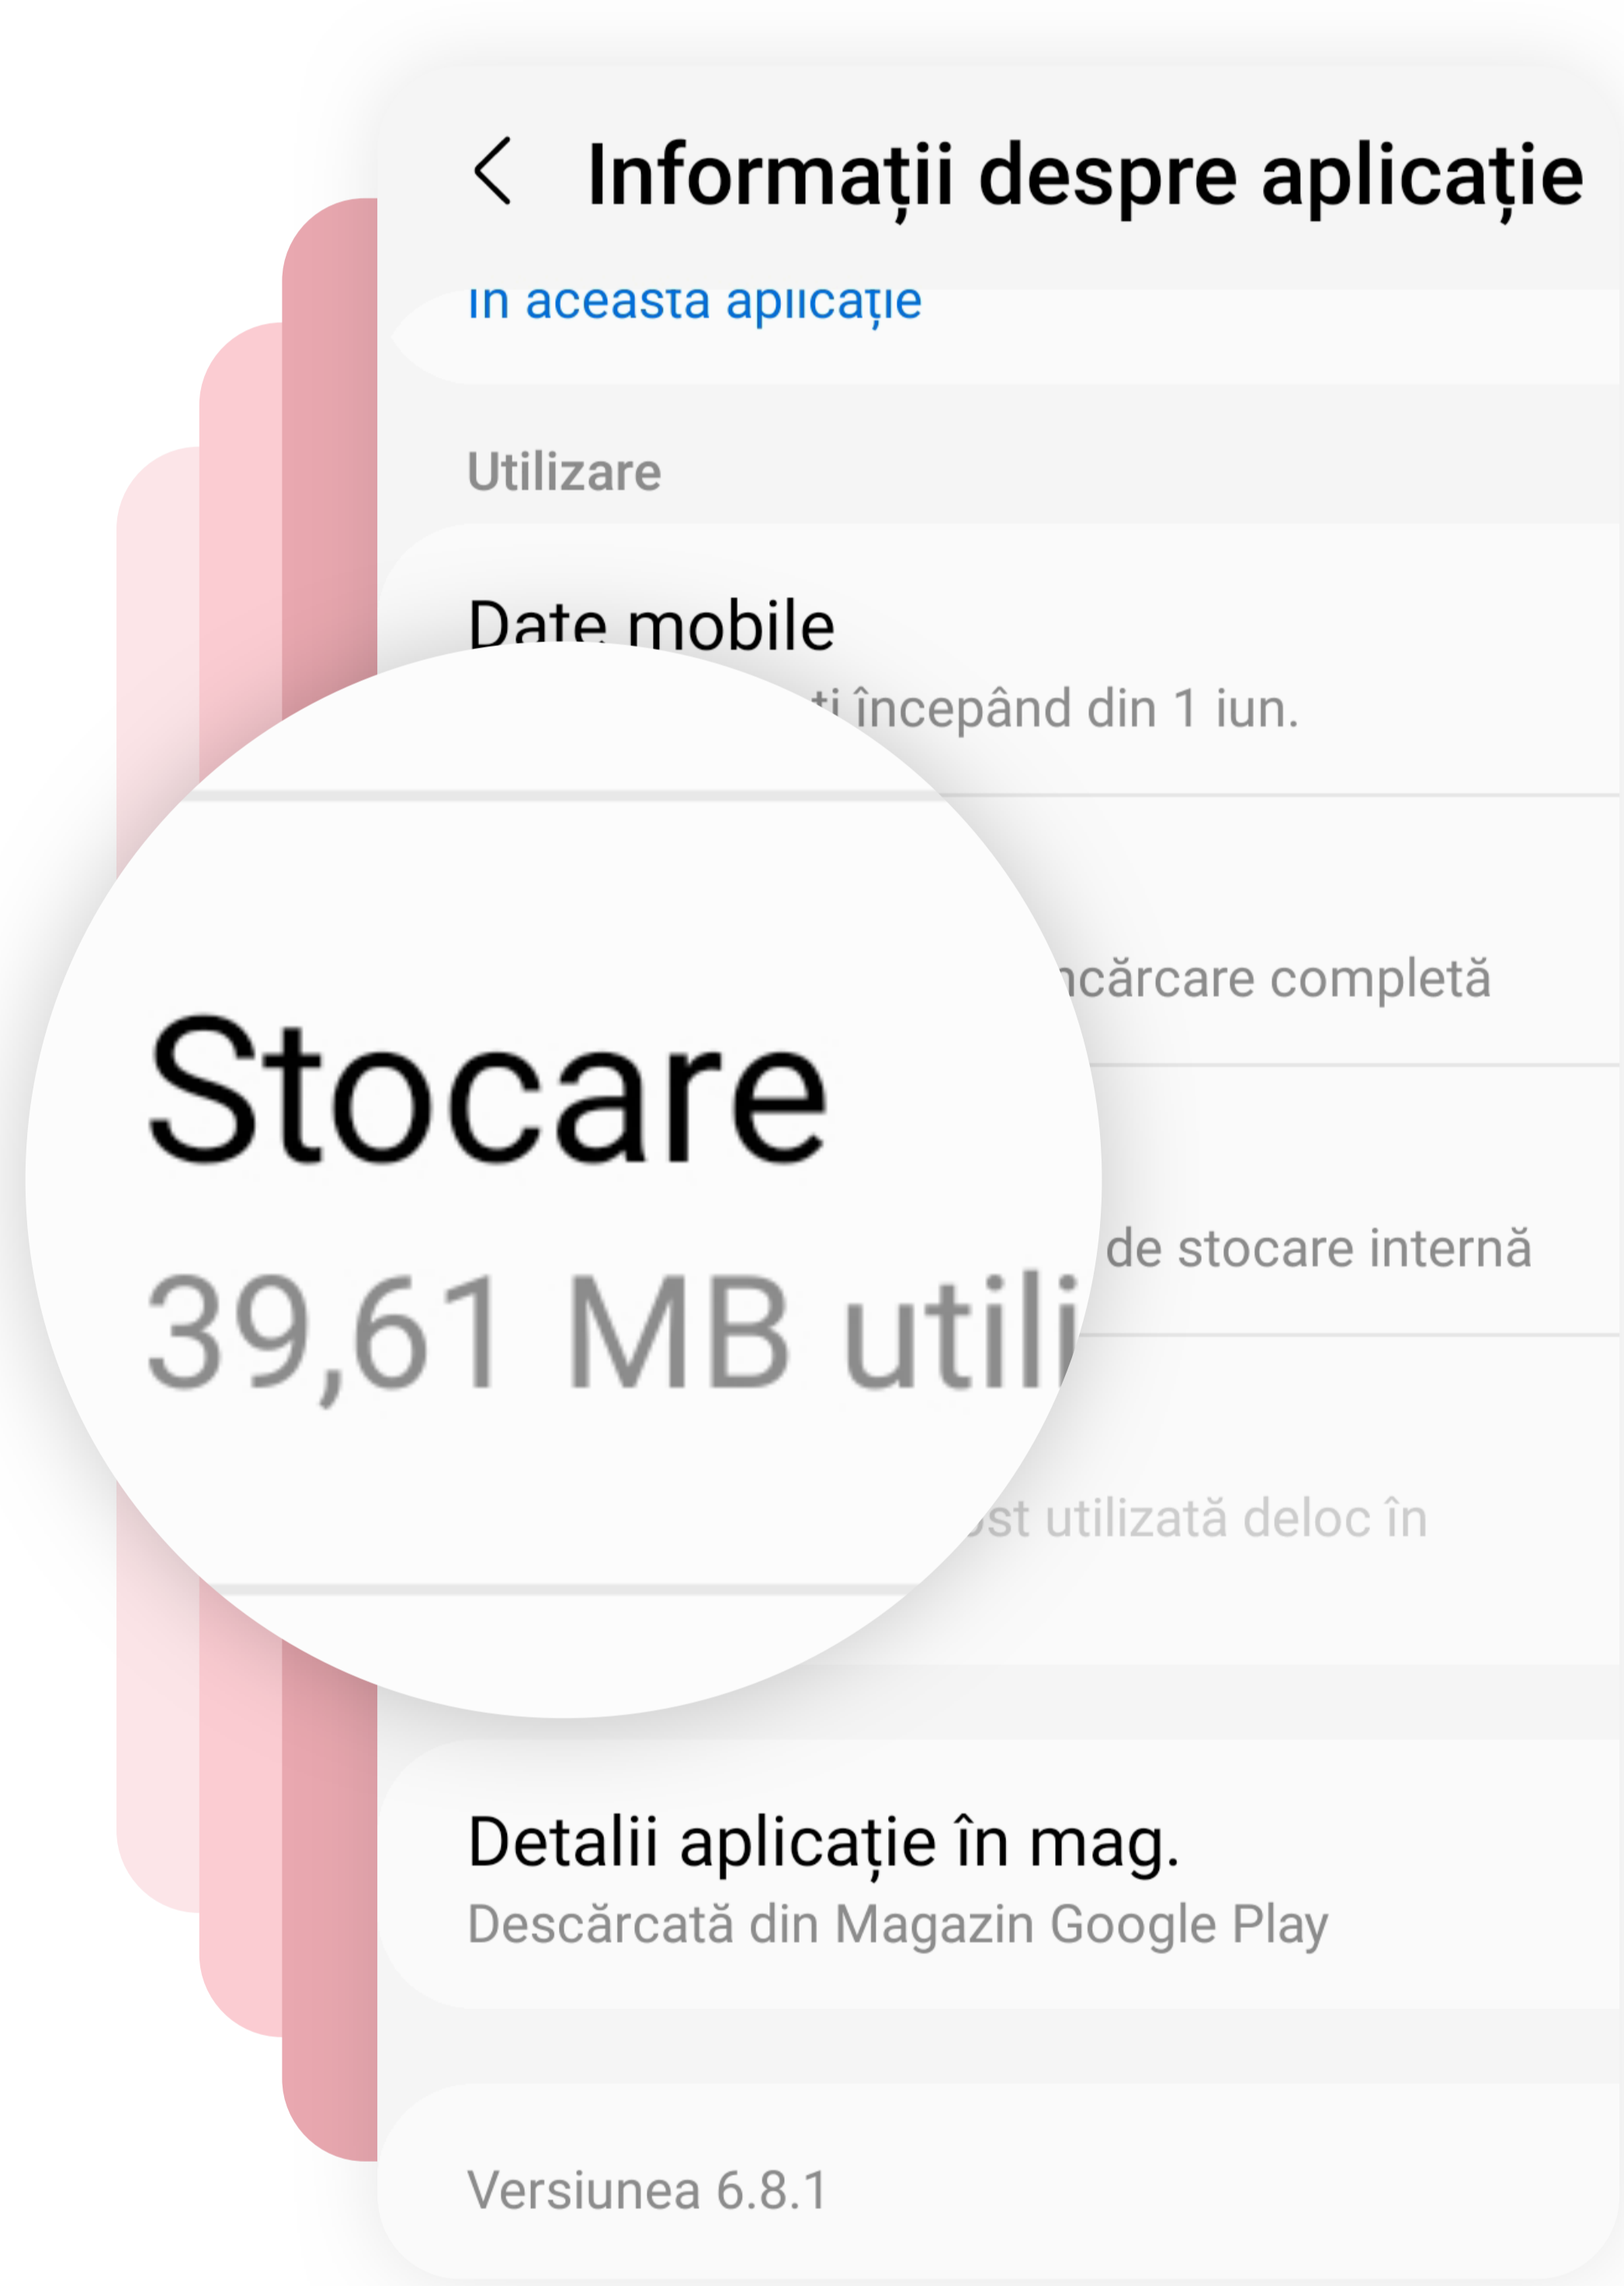 Informații despre aplicație
în această aplicație
Utilizare
Date mobile
începând din 1 iun.
completă
Stocare
39,61 MB utili
de stocare internă
utilizată deloc în
Detalii aplicație în mag.
Descărcată din Magazin Google Play
Versiunea 6.8.1